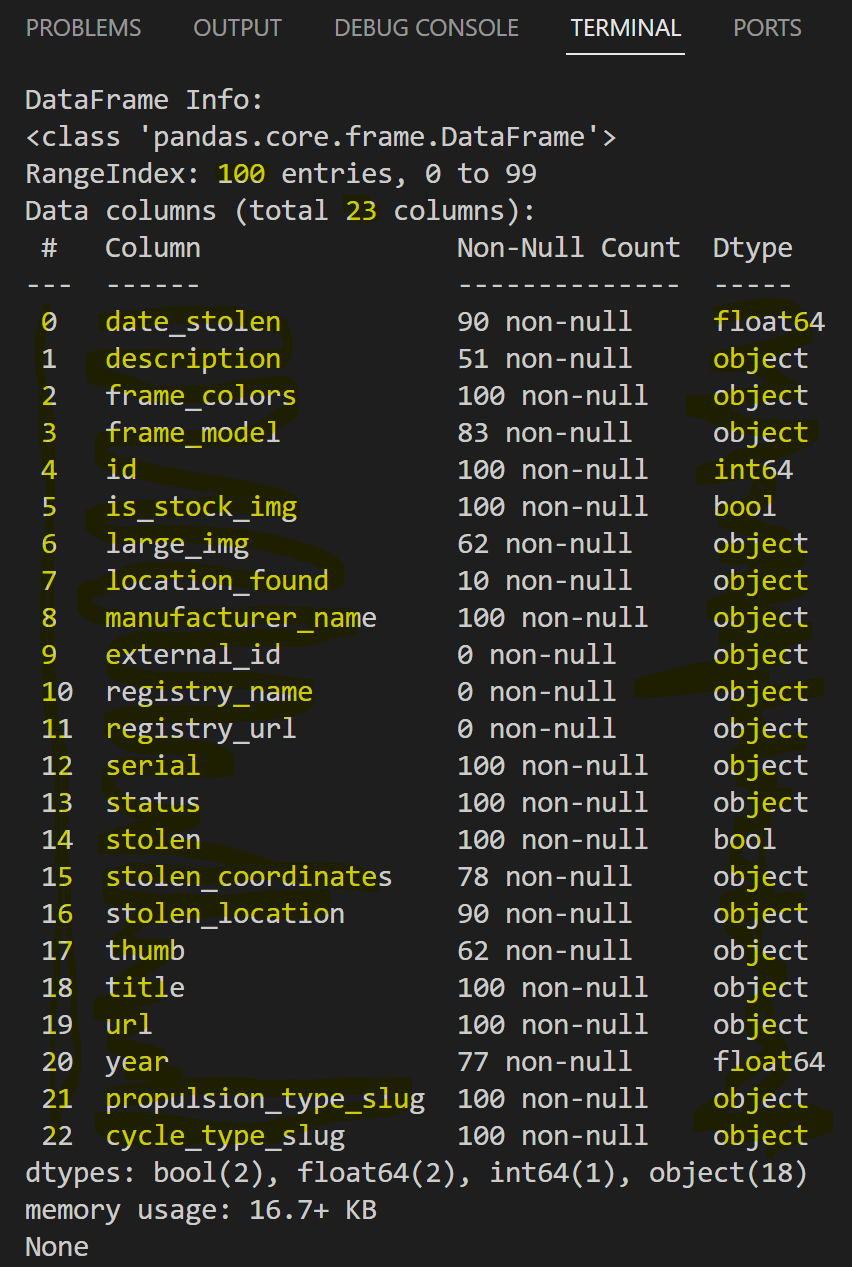 PROBLEMS OUTPUT DEBUG CONSOLE TERMINAL PORTS
DataFrame Info:
<class 'pandas.core.frame.DataFrame'>
RangeIndex: 100 entries, 0 to 99
Data columns (total 23 columns):
 #   Column                Non-Null Count  Dtype
---  ------                --------------  -----
 0   date_stolen           90 non-null     float64
 1   description           51 non-null     object
 2   frame_colors          100 non-null    object
 3   frame_model           83 non-null     object
 4   id                    100 non-null    int64
 5   is_stock_img          100 non-null    bool
 6   large_img             62 non-null     object
 7   location_found        10 non-null     object
 8   manufacturer_name     100 non-null    object
 9   external_id           0 non-null      object
 10  registry_name         0 non-null      object
 11  registry_url          0 non-null      object
 12  serial                100 non-null    object
 13  status                100 non-null    object
 14  stolen                100 non-null    bool
 15  stolen_coordinates    78 non-null     object
 16  stolen_location       90 non-null     object
 17  thumb                 62 non-null     object
 18  title                 100 non-null    object
 19  url                   100 non-null    object
 20  year                  77 non-null     float64
 21  propulsion_type_slug  100 non-null    object
 22  cycle_type_slug       100 non-null    object
dtypes: bool(2), float64(2), int64(1), object(18)
memory usage: 16.7+ KB
None